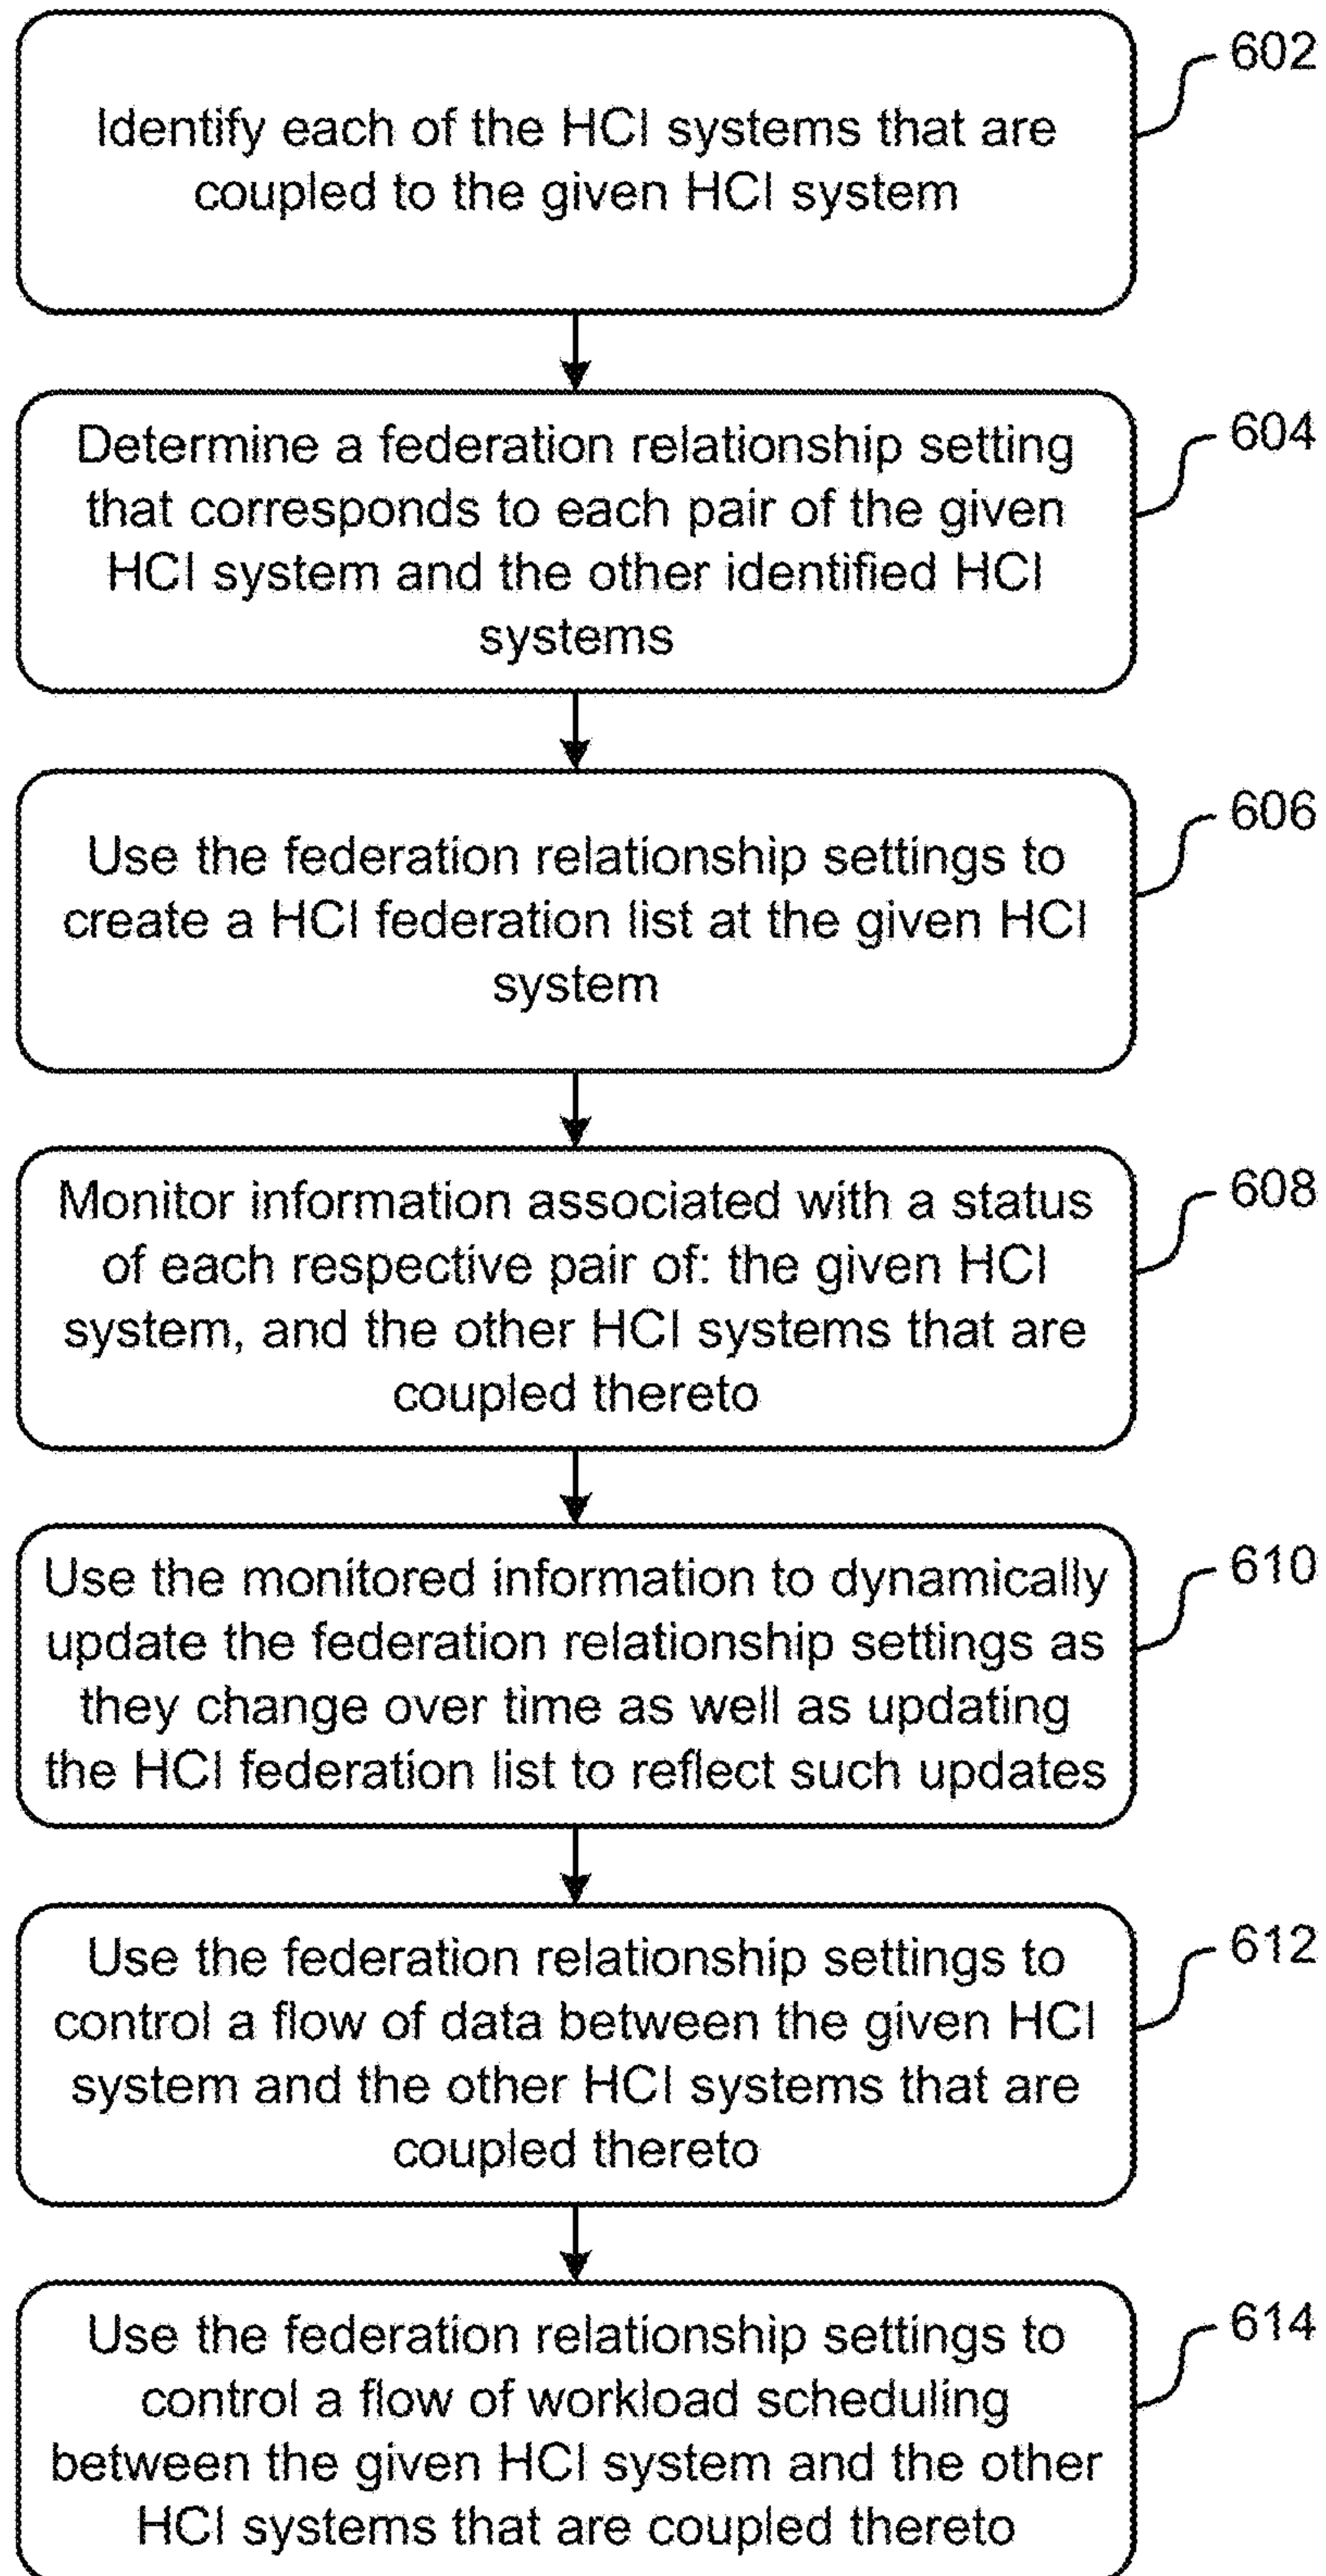 602
Identify each of the HCI systems that are
coupled to the given HCI system
604
Determine a federation relationship setting
that corresponds to each pair of the given
HCI system and the other identified HCI
systems
606
Use the federation relationship settings to
create a HCI federation list at the given HCI
system
608
Monitor information associated with a status
of each respective pair of: the given HCI
system, and the other HCI systems that are
coupled thereto
610
Use the monitored information to dynamically
update the federation relationship settings as
they change over time as well as updating
the HCI federation list to reflect such updates
612
Use the federation relationship settings to
control a flow of data between the given HCI
system and the other HCI systems that are
coupled thereto
614
Use the federation relationship settings to
control a flow of workload scheduling
between the given HCI system and the other
HCI systems that are coupled thereto